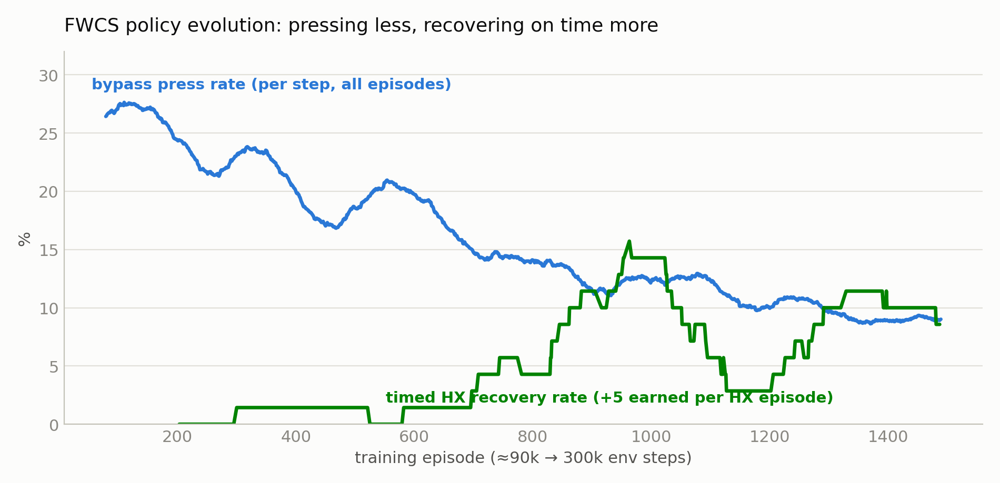 FWCS policy evolution: pressing less, recovering on time more
30
bypass press rate (per step, all episodes)
25
20
%
15
10
5
timed HX recovery rate (+5 earned per HX episode)
0
200 400 600 800 1000 1200 1400
training episode (≈90k → 300k env steps)